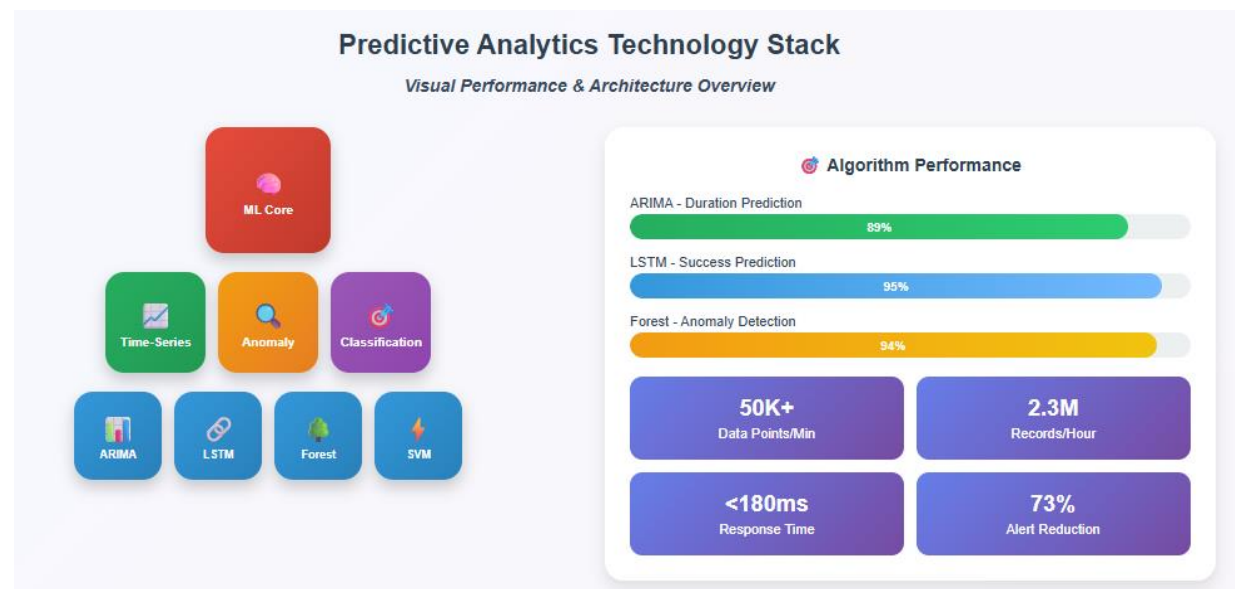 Predictive Analytics Technology Stack
Visual Performance & Architecture Overview
ML Core
Time-Series
Anomaly
Classification
ARIMA
LSTM
Forest
SVM
Algorithm Performance
ARIMA - Duration Prediction
89%
LSTM - Success Prediction
95%
Forest - Anomaly Detection
94%
50K+
Data Points/Min
2.3M
Records/Hour
<180ms
Response Time
73%
Alert Reduction